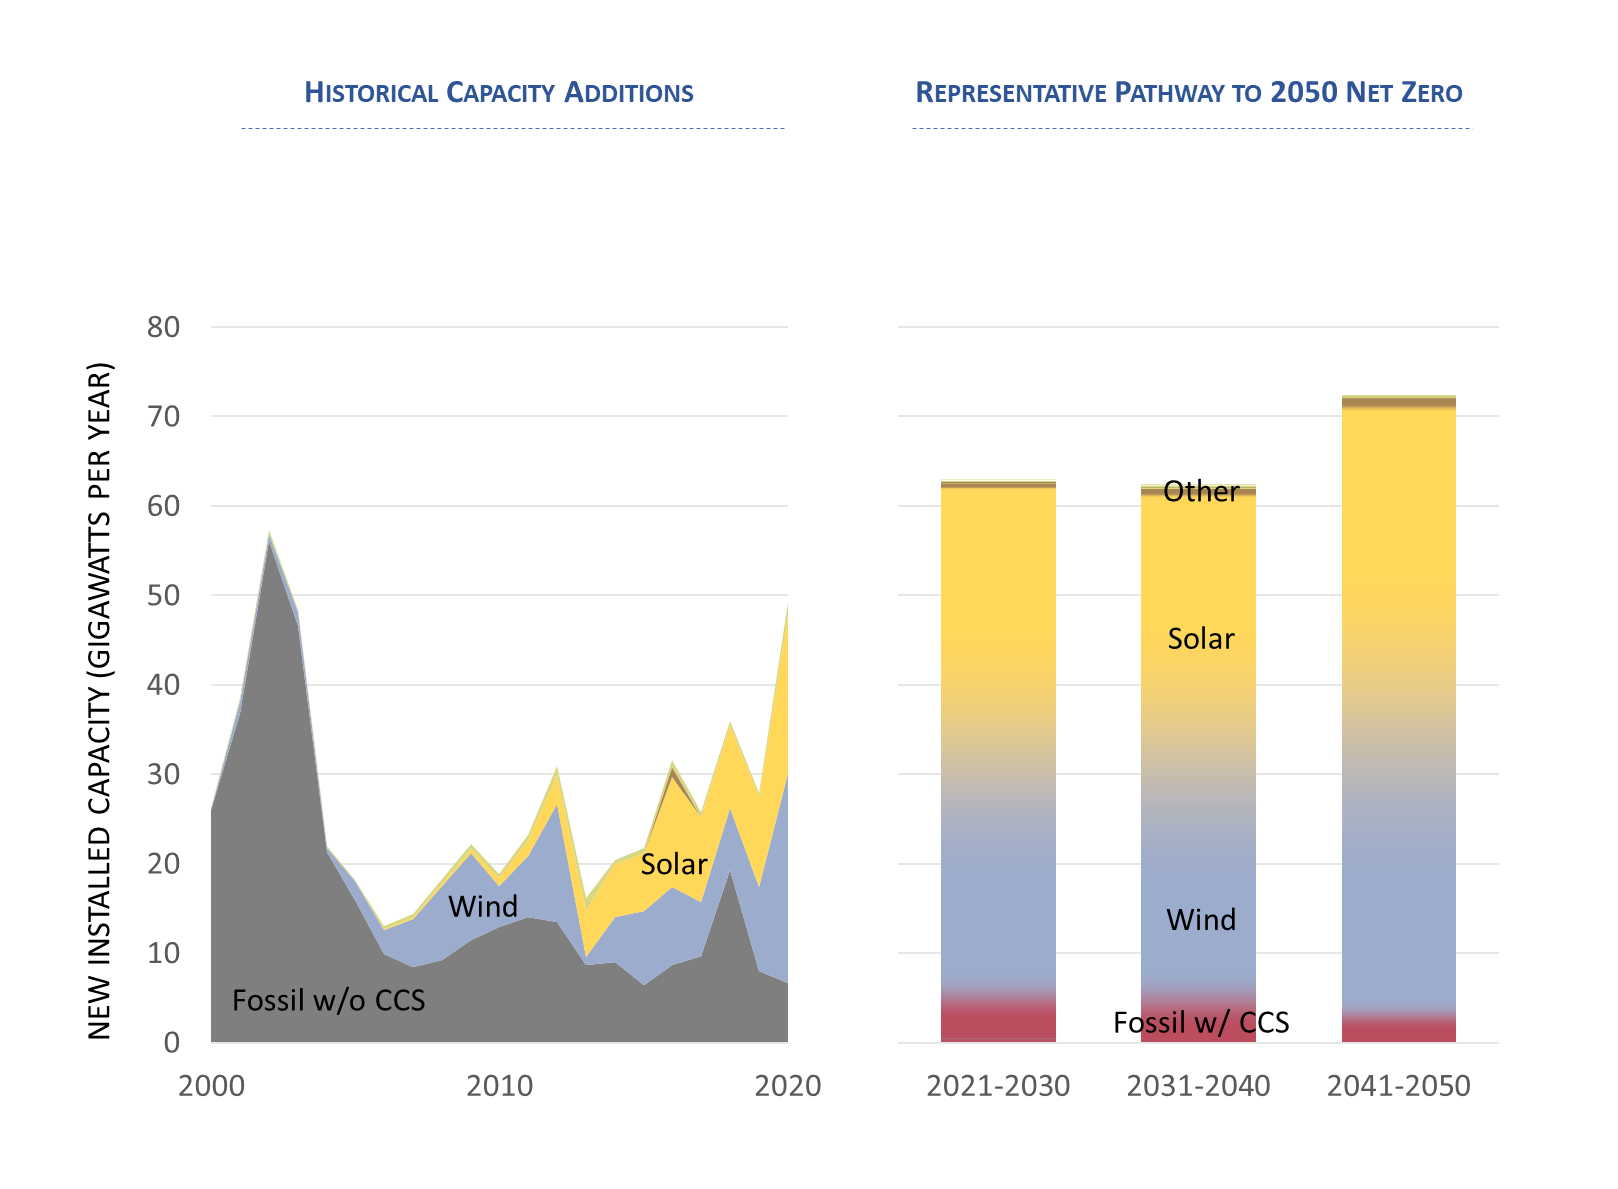 HISTORICAL CAPACITY ADDITIONS
REPRESENTATIVE PATHWAY TO 2050 NET ZERO
NEW INSTALLED CAPACITY (GIGAWATTS PER YEAR)
80
70
60
50
40
30
20
10
0
Fossil w/o CCS
Wind
Solar
2000
2010
2020
Other
Solar
Wind
Fossil w/ CCS
2021-2030
2031-2040
2041-2050